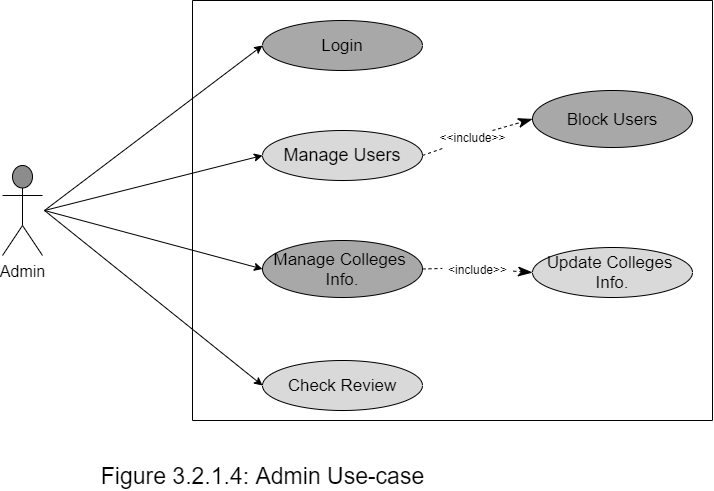 Login
Block Users
<<include>>
Manage Users
Admin
Manage Colleges
Info.
<include>>
Update Colleges
Info.
Check Review
Figure 3.2.1.4: Admin Use-case